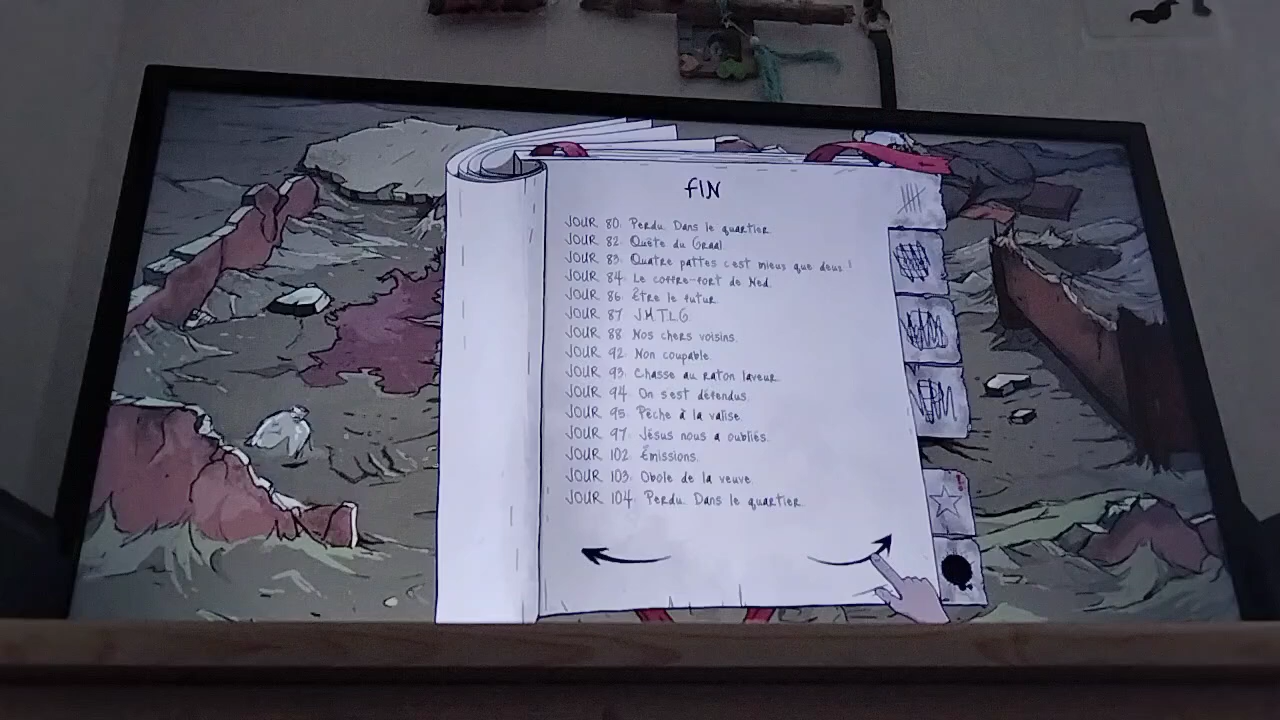 FIN
JOUR 80: Perdu. Dans le quartier.
JOUR 82: Quête du Graal
JOUR 83: Quatre pattes c'est mieux que deux !
JOUR 84: Le coffre-fort de Ned.
JOUR 86: Être le futur.
JOUR 87: JMTLG
JOUR 88: Nos chers voisins.
JOUR 92: Non coupable.
JOUR 93: Chasse au raton laveur.
JOUR 94: On s'est détendus.
JOUR 95: Pêche à la valise.
JOUR 97: Jésus nous a oubliés.
JOUR 102: Émissions.
JOUR 103: Obole de la veuve.
JOUR 104: Perdu. Dans le quartier.